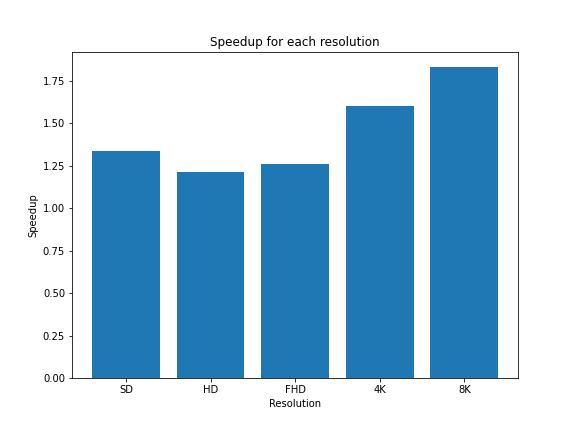 Speedup for each resolution
1.75
1.50
1.25
1.00
0.75
0.50
0.25
0.00
Speedup
SD HD FHD 4K 8K
Resolution